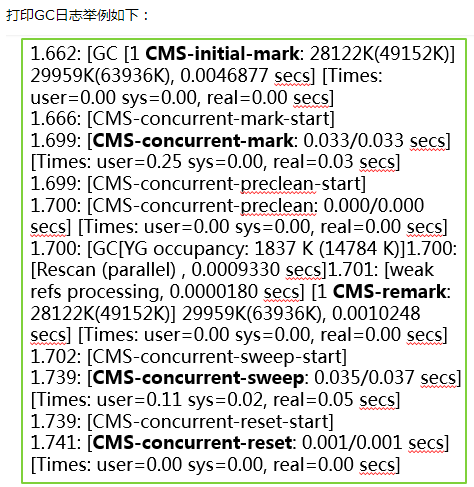 打印GC日志举例如下：
1.662: [GC [1 CMS-initial-mark: 28122K(49152K)]
29959K(63936K), 0.0046877 secs] [Times:
user=0.00 sys=0.00, real=0.00 secs]
1.666: [CMS-concurrent-mark-start]
1.699: [CMS-concurrent-mark: 0.033/0.033 secs]
[Times: user=0.25 sys=0.00, real=0.03 secs]
1.699: [CMS-concurrent-preclean-start]
1.700: [CMS-concurrent-preclean: 0.000/0.000
secs] [Times: user=0.00 sys=0.00, real=0.00 secs]
1.700: [GC[YG occupancy: 1837 K (14784 K)]1.700:
[Rescan (parallel) , 0.0009330 secs]1.701: [weak
refs processing, 0.0000180 secs] [1 CMS-remark:
28122K(49152K)] 29959K(63936K), 0.0010248
secs] [Times: user=0.00 sys=0.00, real=0.00 secs]
1.702: [CMS-concurrent-sweep-start]
1.739: [CMS-concurrent-sweep: 0.035/0.037 secs]
[Times: user=0.11 sys=0.02, real=0.05 secs]
1.739: [CMS-concurrent-reset-start]
1.741: [CMS-concurrent-reset: 0.001/0.001 secs]
[Times: user=0.00 sys=0.00, real=0.00 secs]